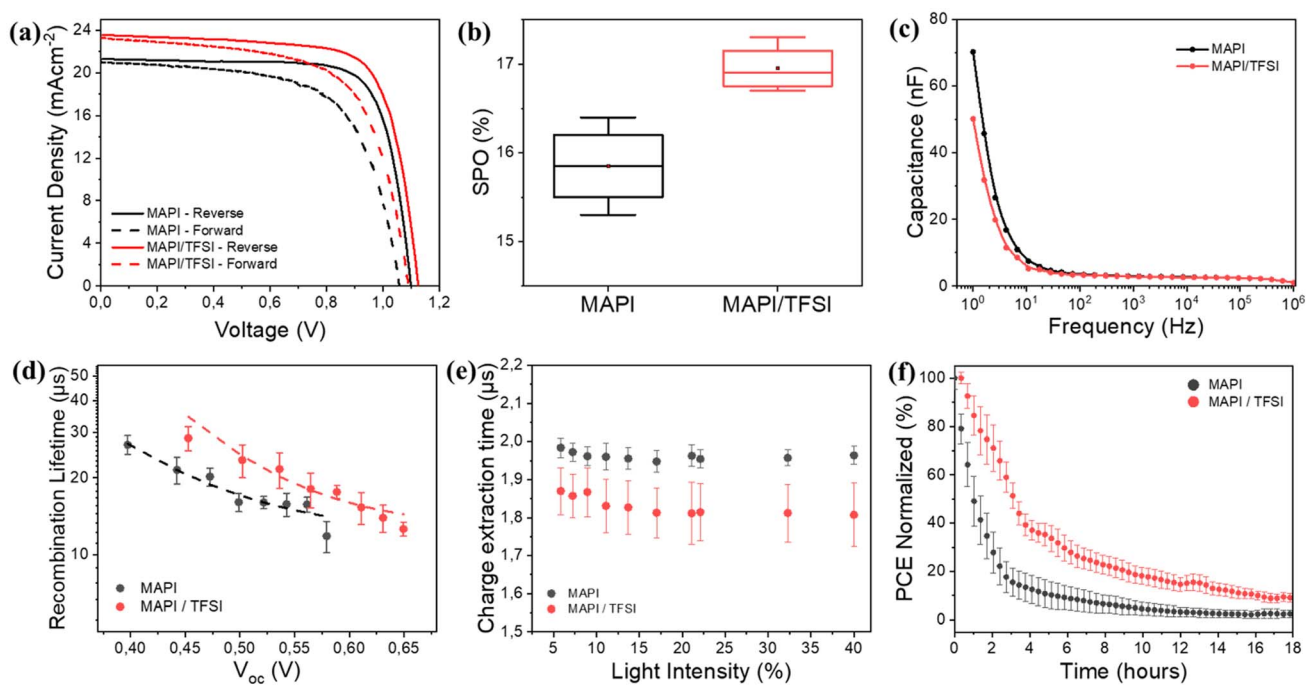 (a)
Current Density (mAcm-2)
24
20
16
12
8
4
0
MAPI - Reverse
MAPI - Forward
MAPI/TFSI - Reverse
MAPI/TFSI - Forward
0,0 0,2 0,4 0,6 0,8 1,0 1,2
Voltage (V)
(b)
SPO (%)
17
16
15
MAPI MAPI/TFSI
(c)
Capacitance (nF)
80
60
40
20
0
MAPI
MAPI/TFSI
10⁰ 10¹ 10² 10³ 10⁴ 10⁵ 10⁶
Frequency (Hz)
(d)
Recombination Lifetime (µs)
50
40
30
20
10
MAPI
MAPI / TFSI
0,40 0,45 0,50 0,55 0,60 0,65
Voc (V)
(e)
Charge extraction time (µs)
2,2
2,1
2,0
1,9
1,8
1,7
1,6
1,5
MAPI
MAPI / TFSI
5 10 15 20 25 30 35 40
Light Intensity (%)
(f)
PCE Normalized (%)
100
80
60
40
20
0
MAPI
MAPI / TFSI
0 2 4 6 8 10 12 14 16 18
Time (hours)